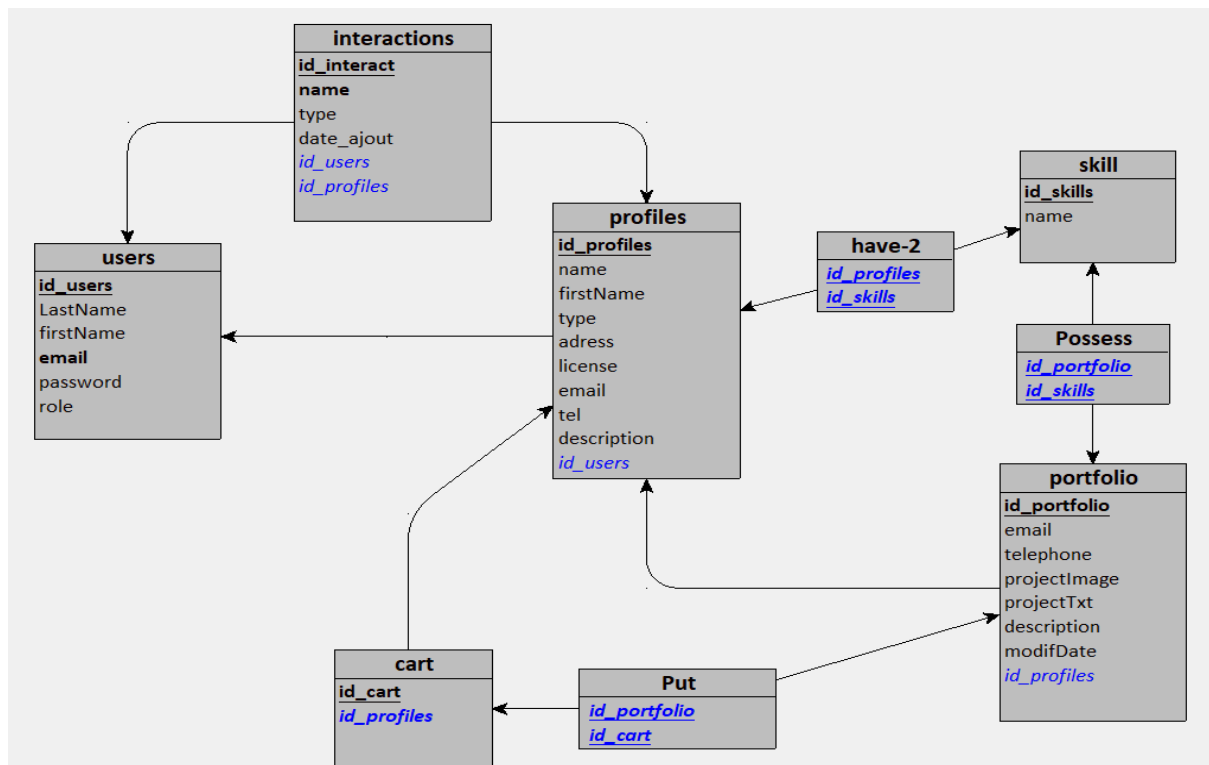 interactions
id_interact
name
type
date_ajout
id_users
id_profiles
users
id_users
LastName
firstName
email
password
role
profiles
id_profiles
name
firstName
type
adress
license
email
tel
description
id_users
have-2
id_profiles
id_skills
skill
id_skills
name
Possess
id_portfolio
id_skills
portfolio
id_portfolio
email
telephone
projectImage
projectTxt
description
modifDate
id_profiles
cart
id_cart
id_profiles
Put
id_portfolio
id_cart